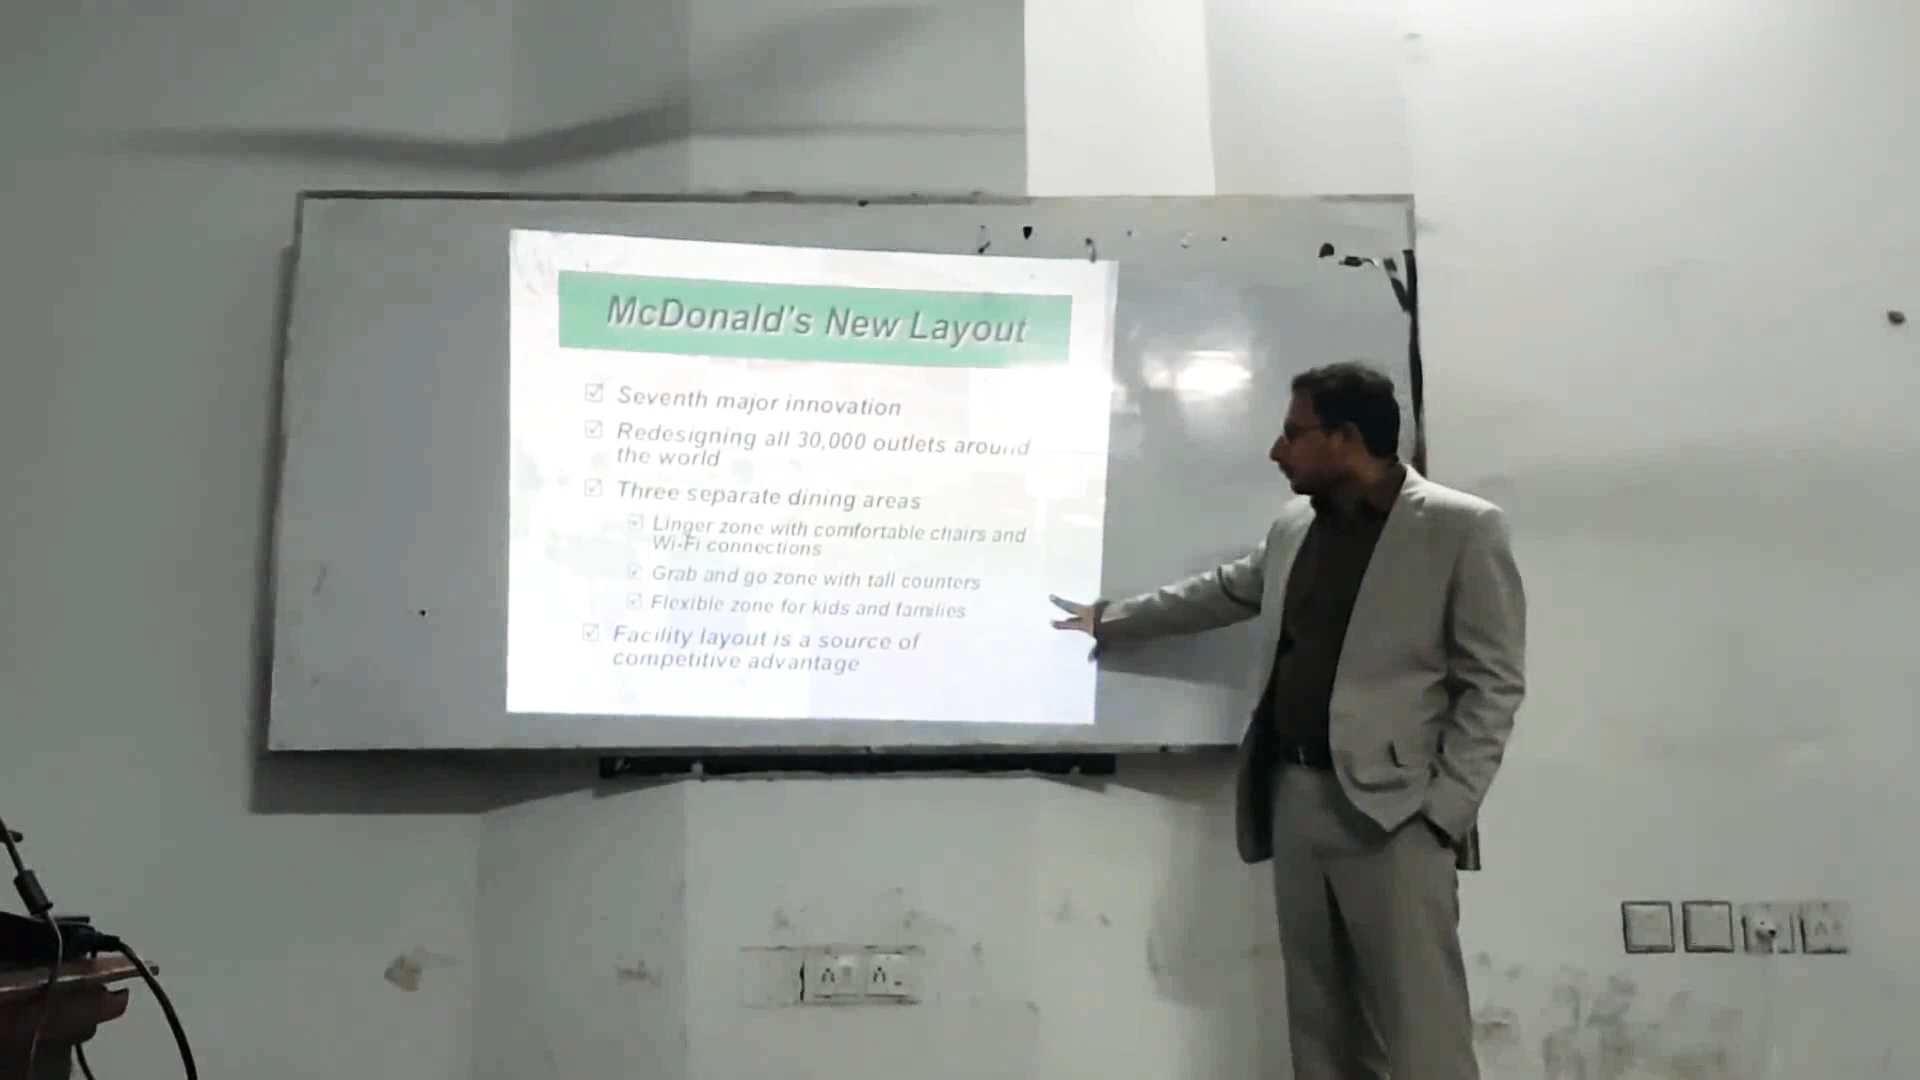 McDonald's New Layout
Seventh major innovation
Redesigning all 30,000 outlets around
the world
Three separate dining areas
Linger zone with comfortable chairs and
Wi-Fi connections
Grab and go zone with tall counters
Flexible zone for kids and families
Facility layout is a source of
competitive advantage